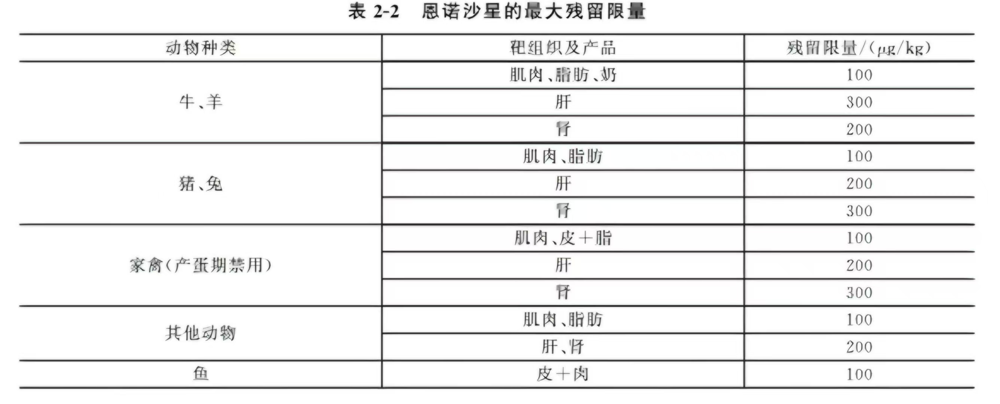 表 2-2 恩诺沙星的最大残留限量
动物种类 靶组织及产品 残留限量/(μg/kg)
牛、羊 肌肉、脂肪、奶 100
肝 300
肾 200
猪、兔 肌肉、脂肪 100
肝 200
肾 300
家禽(产蛋期禁用) 肌肉、皮+脂 100
肝 200
肾 300
其他动物 肌肉、脂肪 100
肝、肾 200
鱼 皮+肉 100